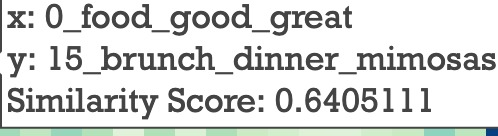 x: 0_food_good_great
y: 15_brunch_dinner_mimosas
Similarity Score: 0.6405111